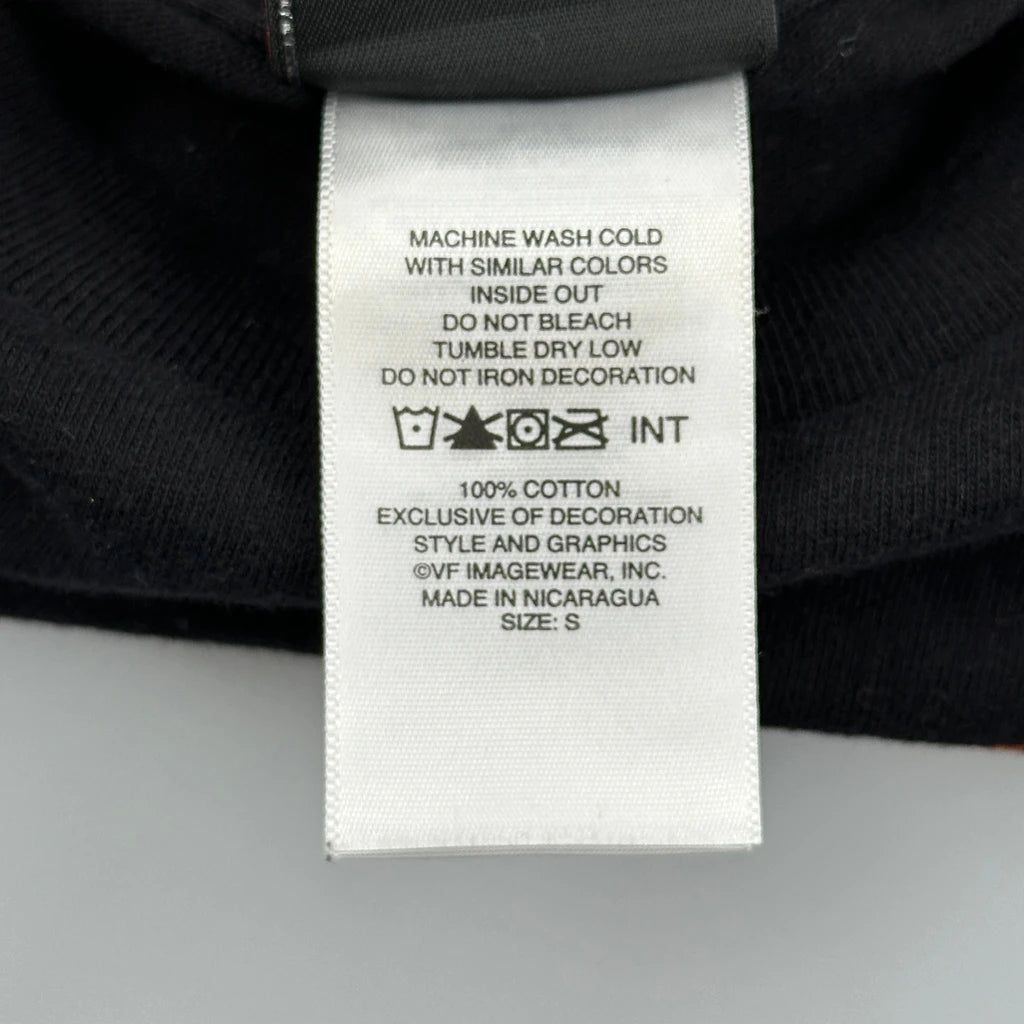 MACHINE WASH COLD
WITH SIMILAR COLORS
INSIDE OUT
DO NOT BLEACH
TUMBLE DRY LOW
DO NOT IRON DECORATION
INT
100% COTTON
EXCLUSIVE OF DECORATION
STYLE AND GRAPHICS
©VF IMAGEWEAR, INC.
MADE IN NICARAGUA
SIZE: S